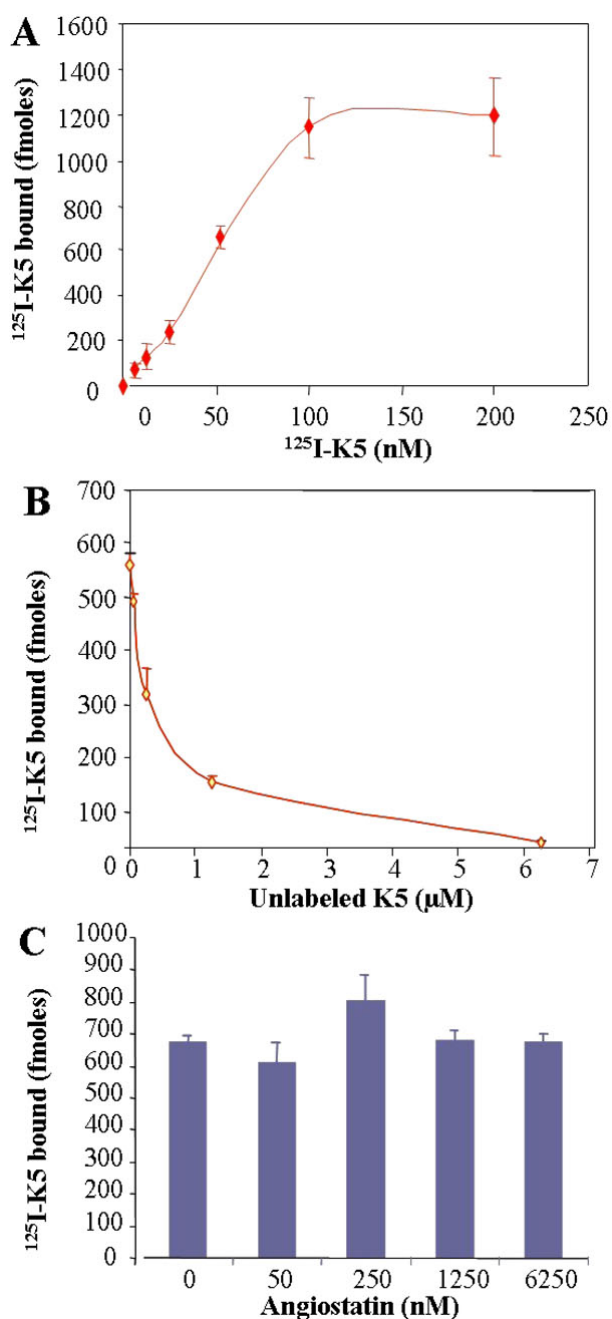 A
1600
1400
1200
1000
800
600
400
200
0
¹²⁵I-K5 bound (fmoles)
0 50 100 150 200 250
¹²⁵I-K5 (nM)
B
700
600
500
400
300
200
100
0
¹²⁵I-K5 bound (fmoles)
0 1 2 3 4 5 6 7
Unlabeled K5 (μM)
C
1000
900
800
700
600
500
400
300
200
100
0
¹²⁵I-K5 bound (fmoles)
0 50 250 1250 6250
Angiostatin (nM)